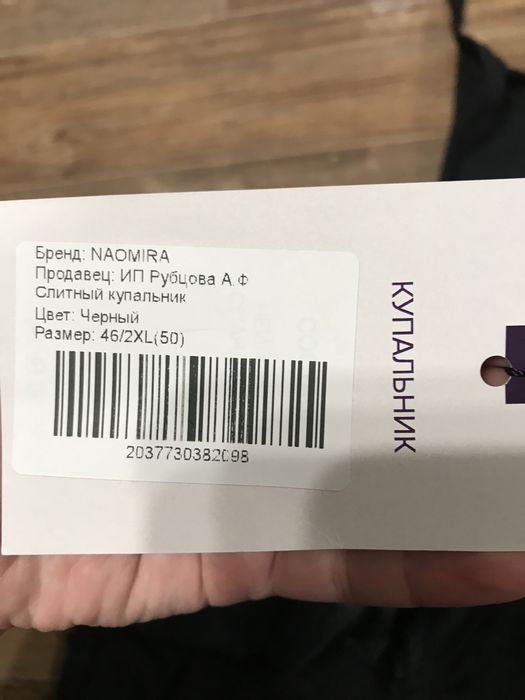 Бренд: NAOMIRA
Продавец: ИП Рубцова А.Ф
Слитный купальник
Цвет: Черный
Размер: 46/2XL(50)
2037730382098
КУПАЛЬНИК